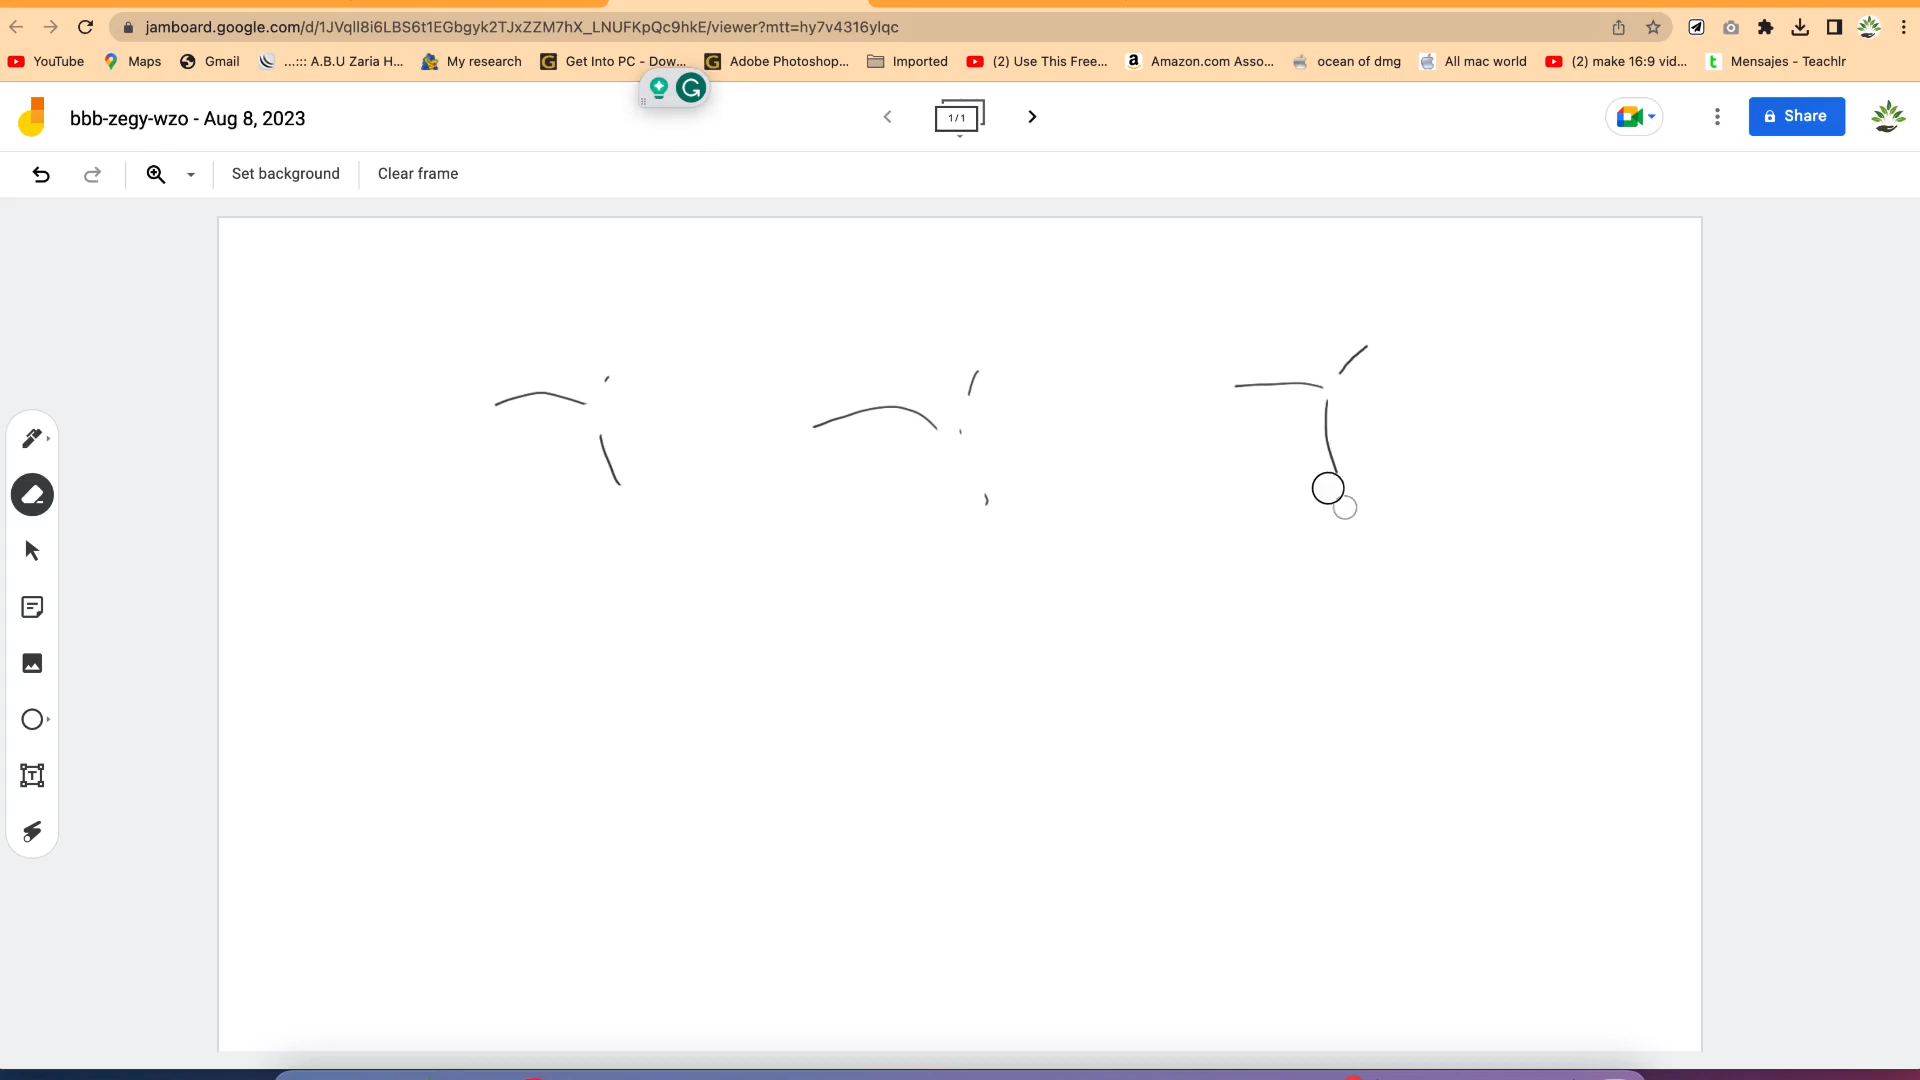 jamboard.google.com/d/1JVqll8i6LBS6t1EGbgyk2TJxZZM7hX_LNUFKpQc9hkE/viewer?mtt=hy7v4316ylqc
YouTube Maps Gmail ...::: A.B.U Zaria H... My research Get Into PC - Dow... Adobe Photoshop... Imported (2) Use This Free... Amazon.com Asso... ocean of dmg All mac world (2) make 16:9 vid... Mensajes - Teachlr
bbb-zegy-wzo - Aug 8, 2023 1/1 Share
Set background Clear frame